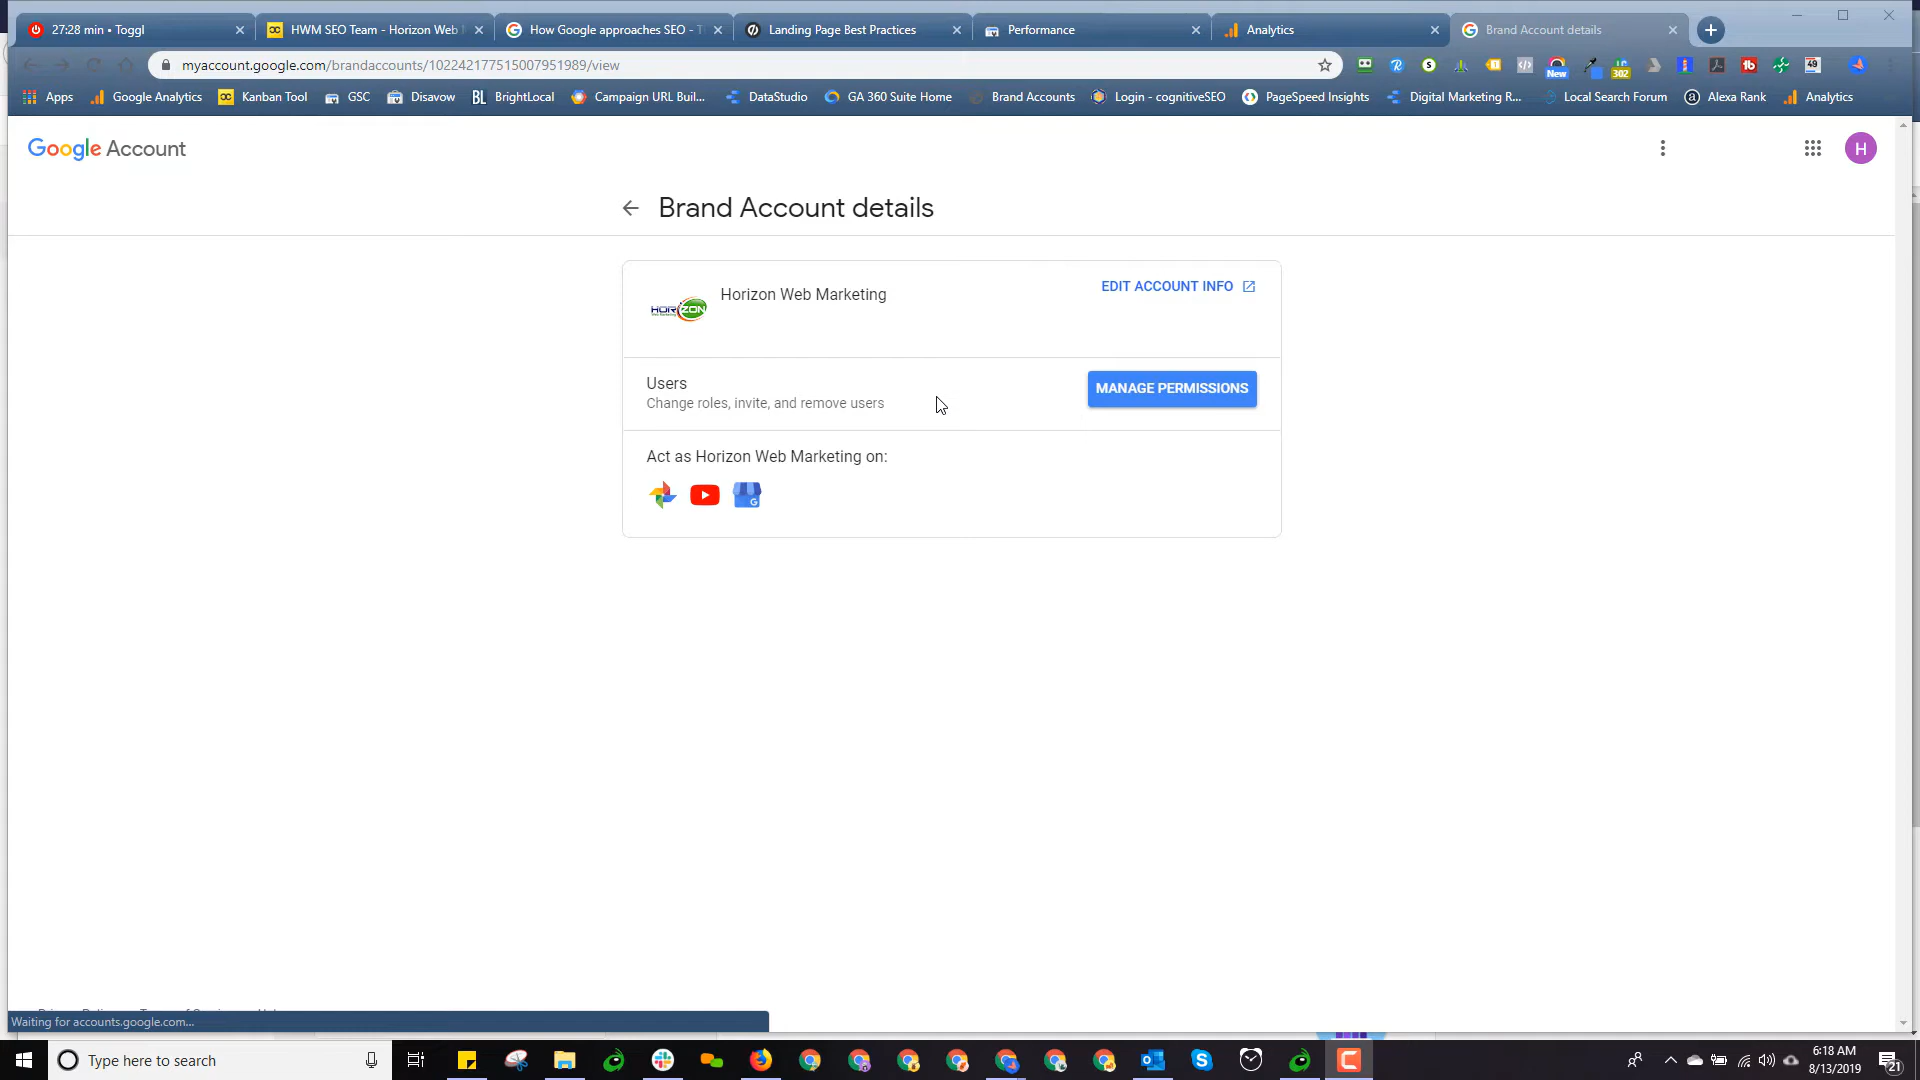 27:28 min • Toggl
HWM SEO Team - Horizon Web
How Google approaches SEO - T
Landing Page Best Practices
Performance
Analytics
Brand Account details
myaccount.google.com/brandaccounts/102242177515007951989/view
New
302
49
Apps
Google Analytics
Kanban Tool
GSC
Disavow
BrightLocal
Campaign URL Buil...
DataStudio
GA 360 Suite Home
Brand Accounts
Login - cognitiveSEO
PageSpeed Insights
Digital Marketing R...
Local Search Forum
Alexa Rank
Analytics
Google Account
H
Brand Account details
HORIZON
Horizon Web Marketing
EDIT ACCOUNT INFO
Users
Change roles, invite, and remove users
MANAGE PERMISSIONS
Act as Horizon Web Marketing on:
Waiting for accounts.google.com...
Type here to search
6:18 AM
8/13/2019
21